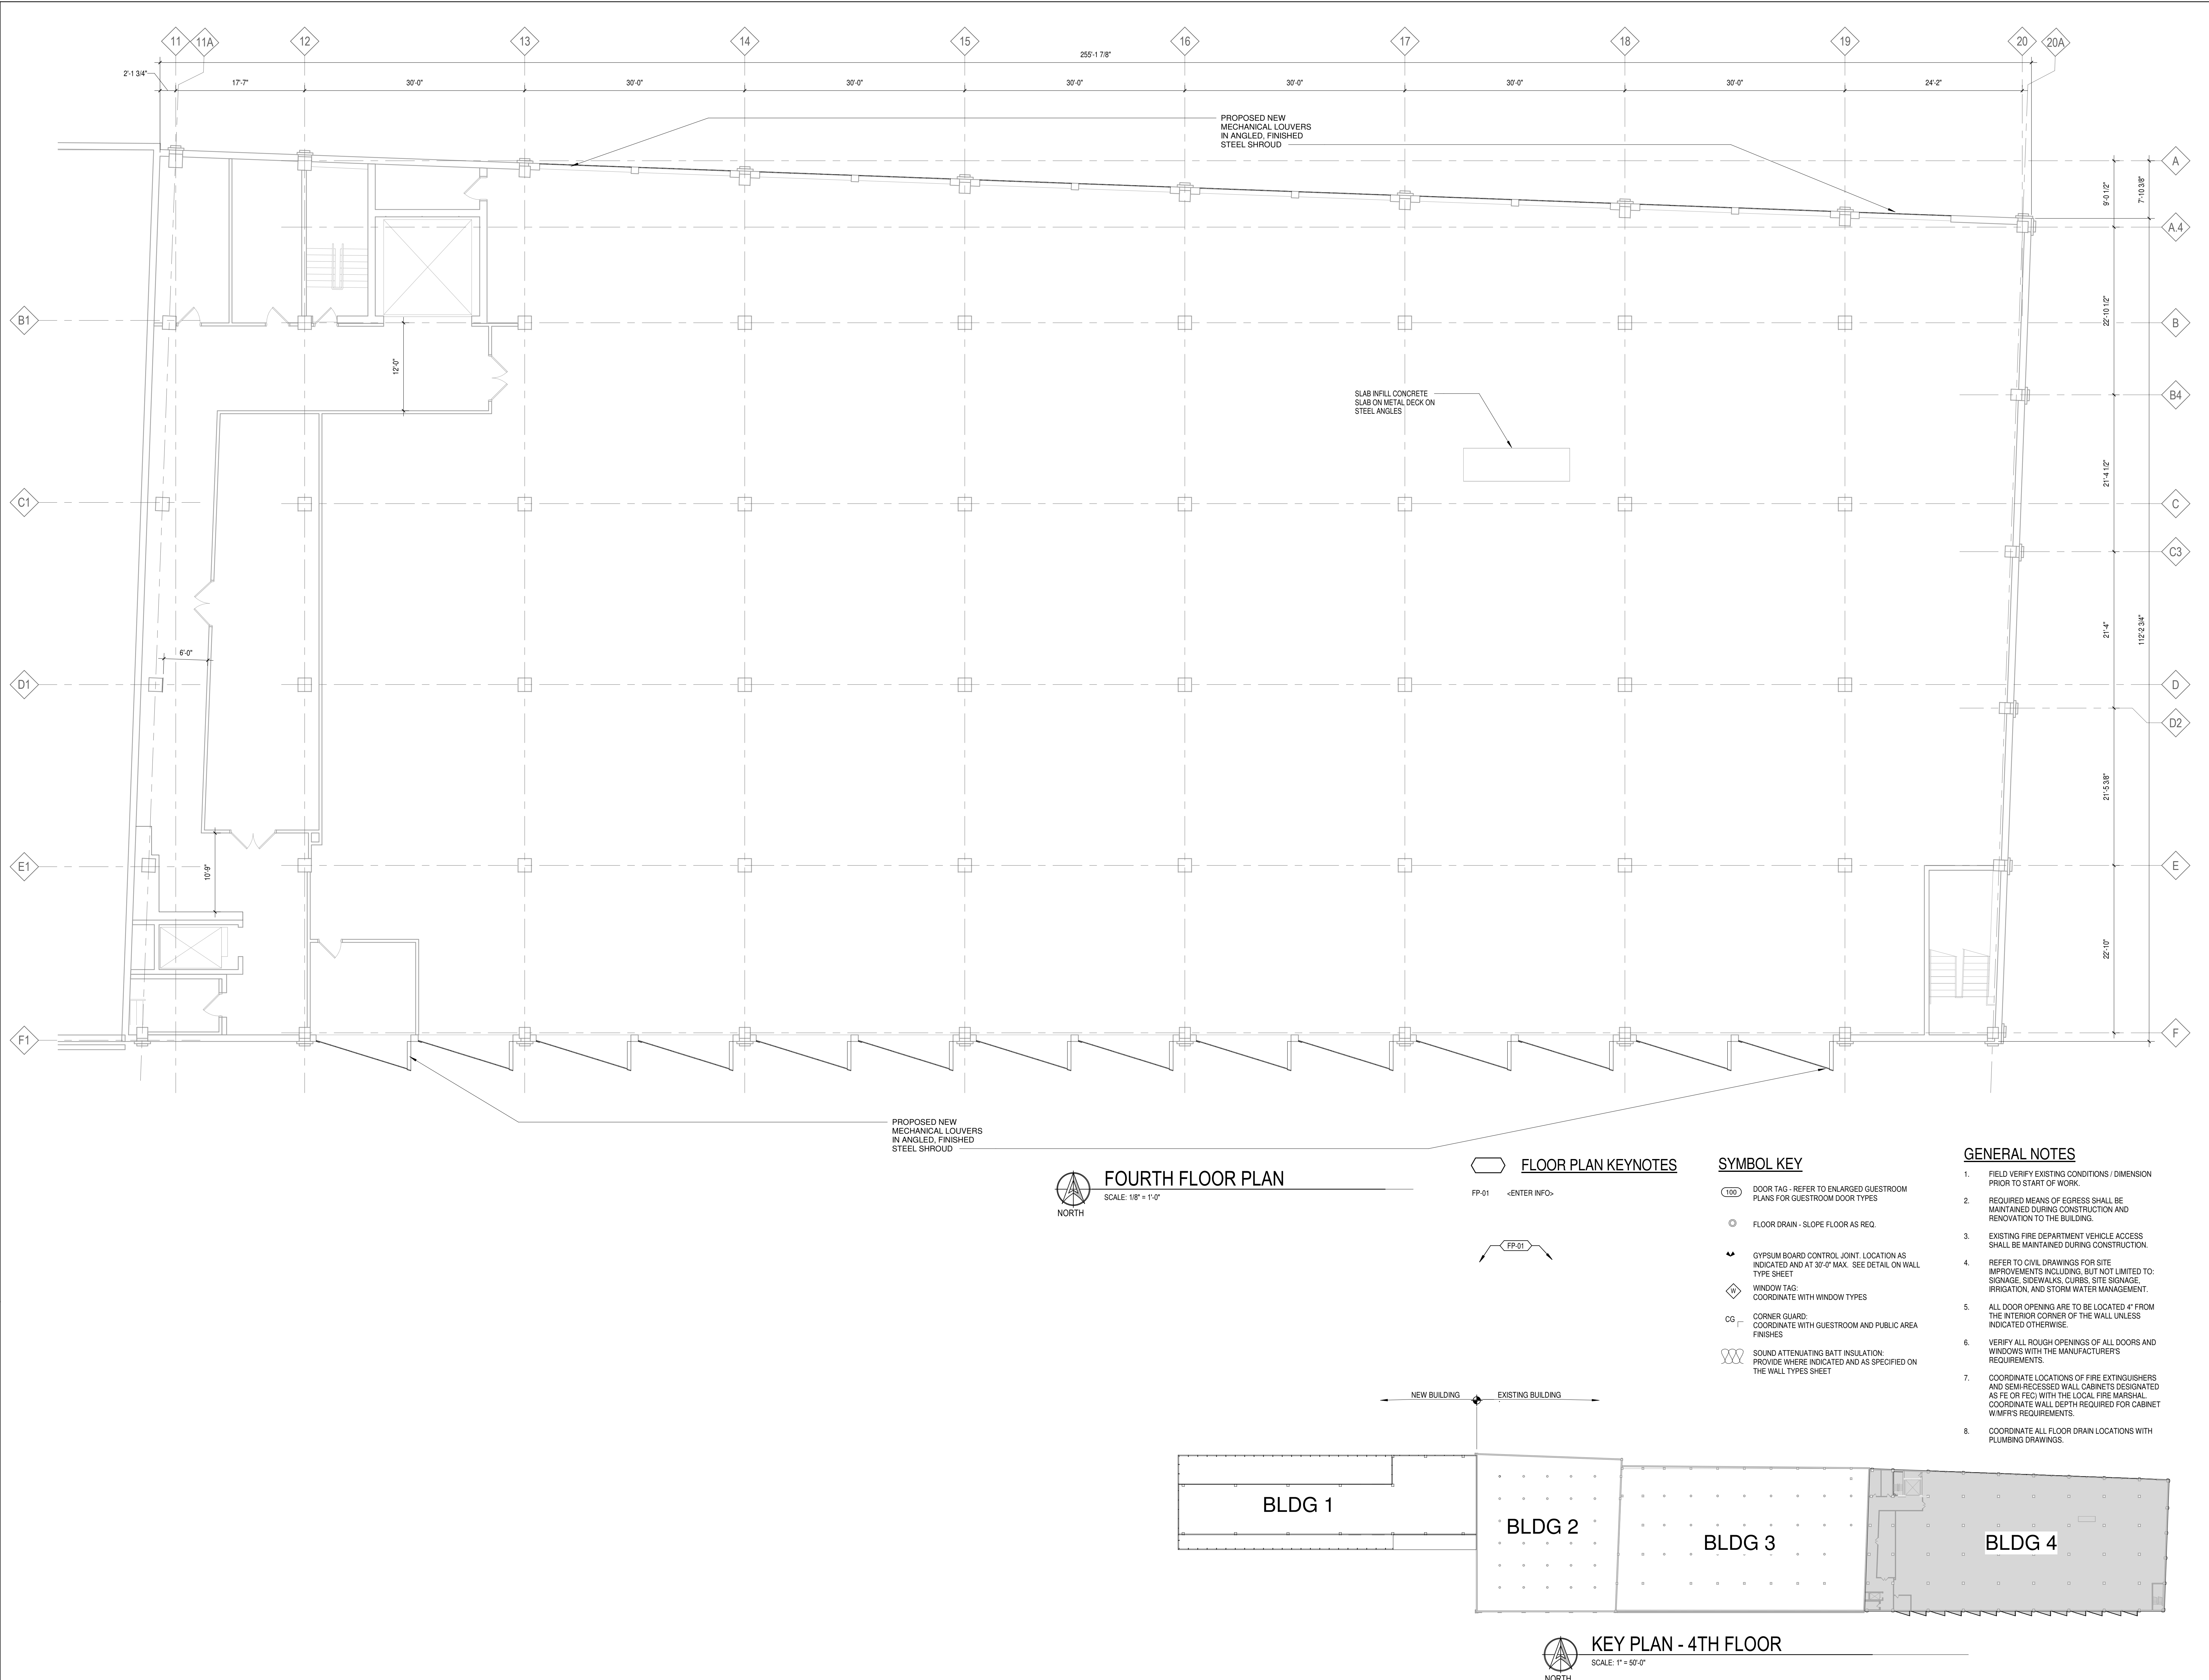 11
11A
12
13
14
15
16
17
18
19
20
20A
255'-1 7/8"
2'-1 3/4"
17'-7"
30'-0"
30'-0"
30'-0"
30'-0"
30'-0"
30'-0"
30'-0"
24'-2"
PROPOSED NEW
MECHANICAL LOUVERS
IN ANGLED, FINISHED
STEEL SHROUD
A
9'-0 1/2"
7'-10 3/8"
A.4
B1
22'-10 1/2"
B
12'-0"
SLAB INFILL CONCRETE
SLAB ON METAL DECK ON
STEEL ANGLES
B4
21'-4 1/2"
C1
C
C3
6'-0"
21'-4"
112'-2 3/4"
D1
D
D2
21'-5 3/8"
E1
10'-9"
E
22'-10"
F1
F
PROPOSED NEW
MECHANICAL LOUVERS
IN ANGLED, FINISHED
STEEL SHROUD
NORTH
FOURTH FLOOR PLAN
SCALE: 1/8" = 1'-0"
FLOOR PLAN KEYNOTES
FP-01 <ENTER INFO>
FP-01
SYMBOL KEY
100
DOOR TAG - REFER TO ENLARGED GUESTROOM
PLANS FOR GUESTROOM DOOR TYPES
FLOOR DRAIN - SLOPE FLOOR AS REQ.
GYPSUM BOARD CONTROL JOINT. LOCATION AS
INDICATED AND AT 30'-0" MAX. SEE DETAIL ON WALL
TYPE SHEET
W
WINDOW TAG:
COORDINATE WITH WINDOW TYPES
CG
CORNER GUARD:
COORDINATE WITH GUESTROOM AND PUBLIC AREA
FINISHES
SOUND ATTENUATING BATT INSULATION:
PROVIDE WHERE INDICATED AND AS SPECIFIED ON
THE WALL TYPES SHEET
GENERAL NOTES
1. FIELD VERIFY EXISTING CONDITIONS / DIMENSION
PRIOR TO START OF WORK.
2. REQUIRED MEANS OF EGRESS SHALL BE
MAINTAINED DURING CONSTRUCTION AND
RENOVATION TO THE BUILDING.
3. EXISTING FIRE DEPARTMENT VEHICLE ACCESS
SHALL BE MAINTAINED DURING CONSTRUCTION.
4. REFER TO CIVIL DRAWINGS FOR SITE
IMPROVEMENTS INCLUDING, BUT NOT LIMITED TO:
SIGNAGE, SIDEWALKS, CURBS, SITE SIGNAGE,
IRRIGATION, AND STORM WATER MANAGEMENT.
5. ALL DOOR OPENING ARE TO BE LOCATED 4" FROM
THE INTERIOR CORNER OF THE WALL UNLESS
INDICATED OTHERWISE.
6. VERIFY ALL ROUGH OPENINGS OF ALL DOORS AND
WINDOWS WITH THE MANUFACTURER'S
REQUIREMENTS.
7. COORDINATE LOCATIONS OF FIRE EXTINGUISHERS
AND SEMI-RECESSED WALL CABINETS DESIGNATED
AS FE OR FEC) WITH THE LOCAL FIRE MARSHAL.
COORDINATE WALL DEPTH REQUIRED FOR CABINET
W/MFR'S REQUIREMENTS.
8. COORDINATE ALL FLOOR DRAIN LOCATIONS WITH
PLUMBING DRAWINGS.
NEW BUILDING
EXISTING BUILDING
BLDG 1
BLDG 2
BLDG 3
BLDG 4
NORTH
KEY PLAN - 4TH FLOOR
SCALE: 1" = 50'-0"